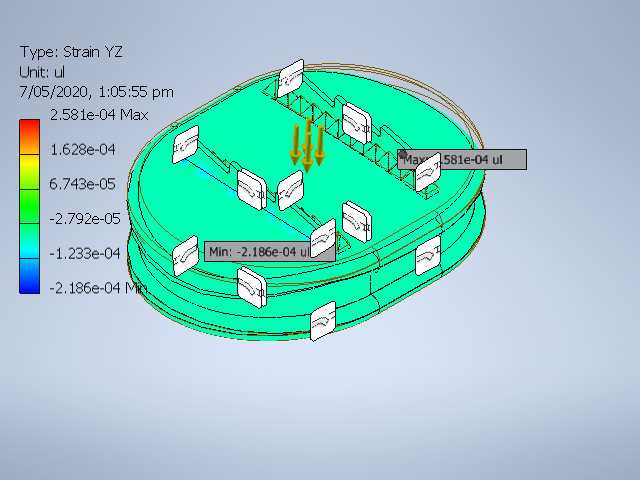 Type: Strain YZ
Unit: ul
7/05/2020, 1:05:55 pm
2.581e-04 Max
1.628e-04
6.743e-05
-2.792e-05
-1.233e-04
-2.186e-04 Min
Max: .581e-04 ul
Min: -2.186e-04 ul